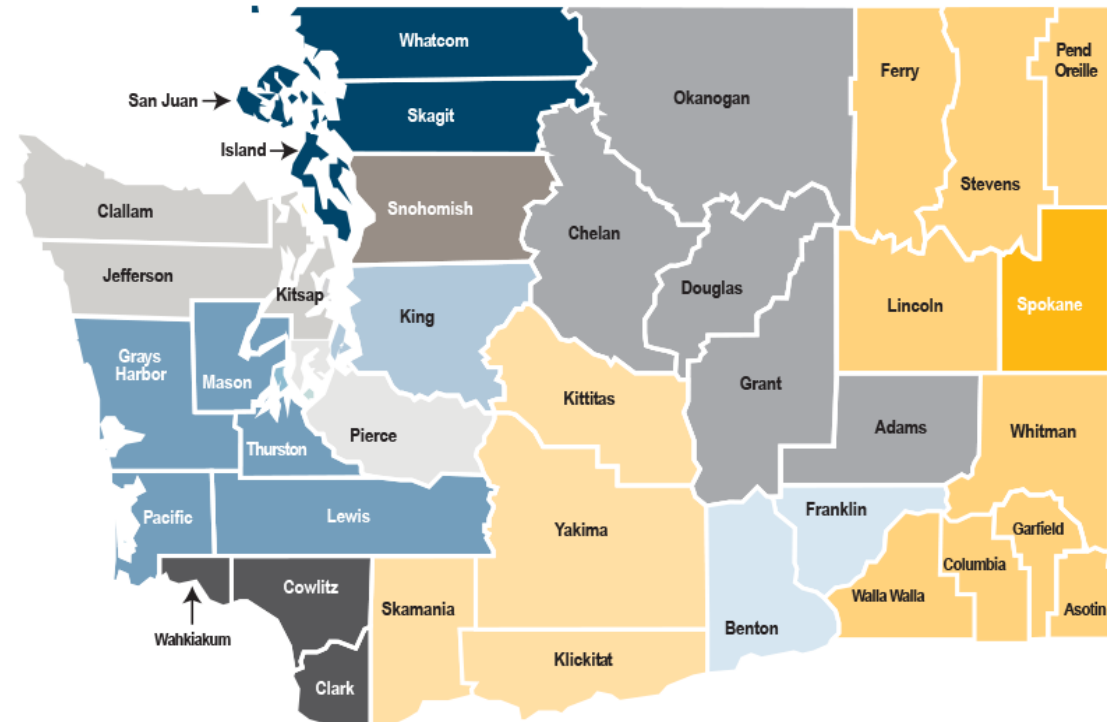 Whatcom
Pend
Oreille
Ferry
San Juan
Okanogan
Skagit
Island
Stevens
Clallam
Snohomish
Chelan
Jefferson
Douglas
Kitsap
Lincoln
Spokane
King
Grays
Harbor
Mason
Grant
Kittitas
Adams
Whitman
Pierce
Thurston
Franklin
Pacific
Lewis
Yakima
Garfield
Columbia
Cowlitz
Walla Walla
Skamania
Asotin
Benton
Wahkiakum
Klickitat
Clark